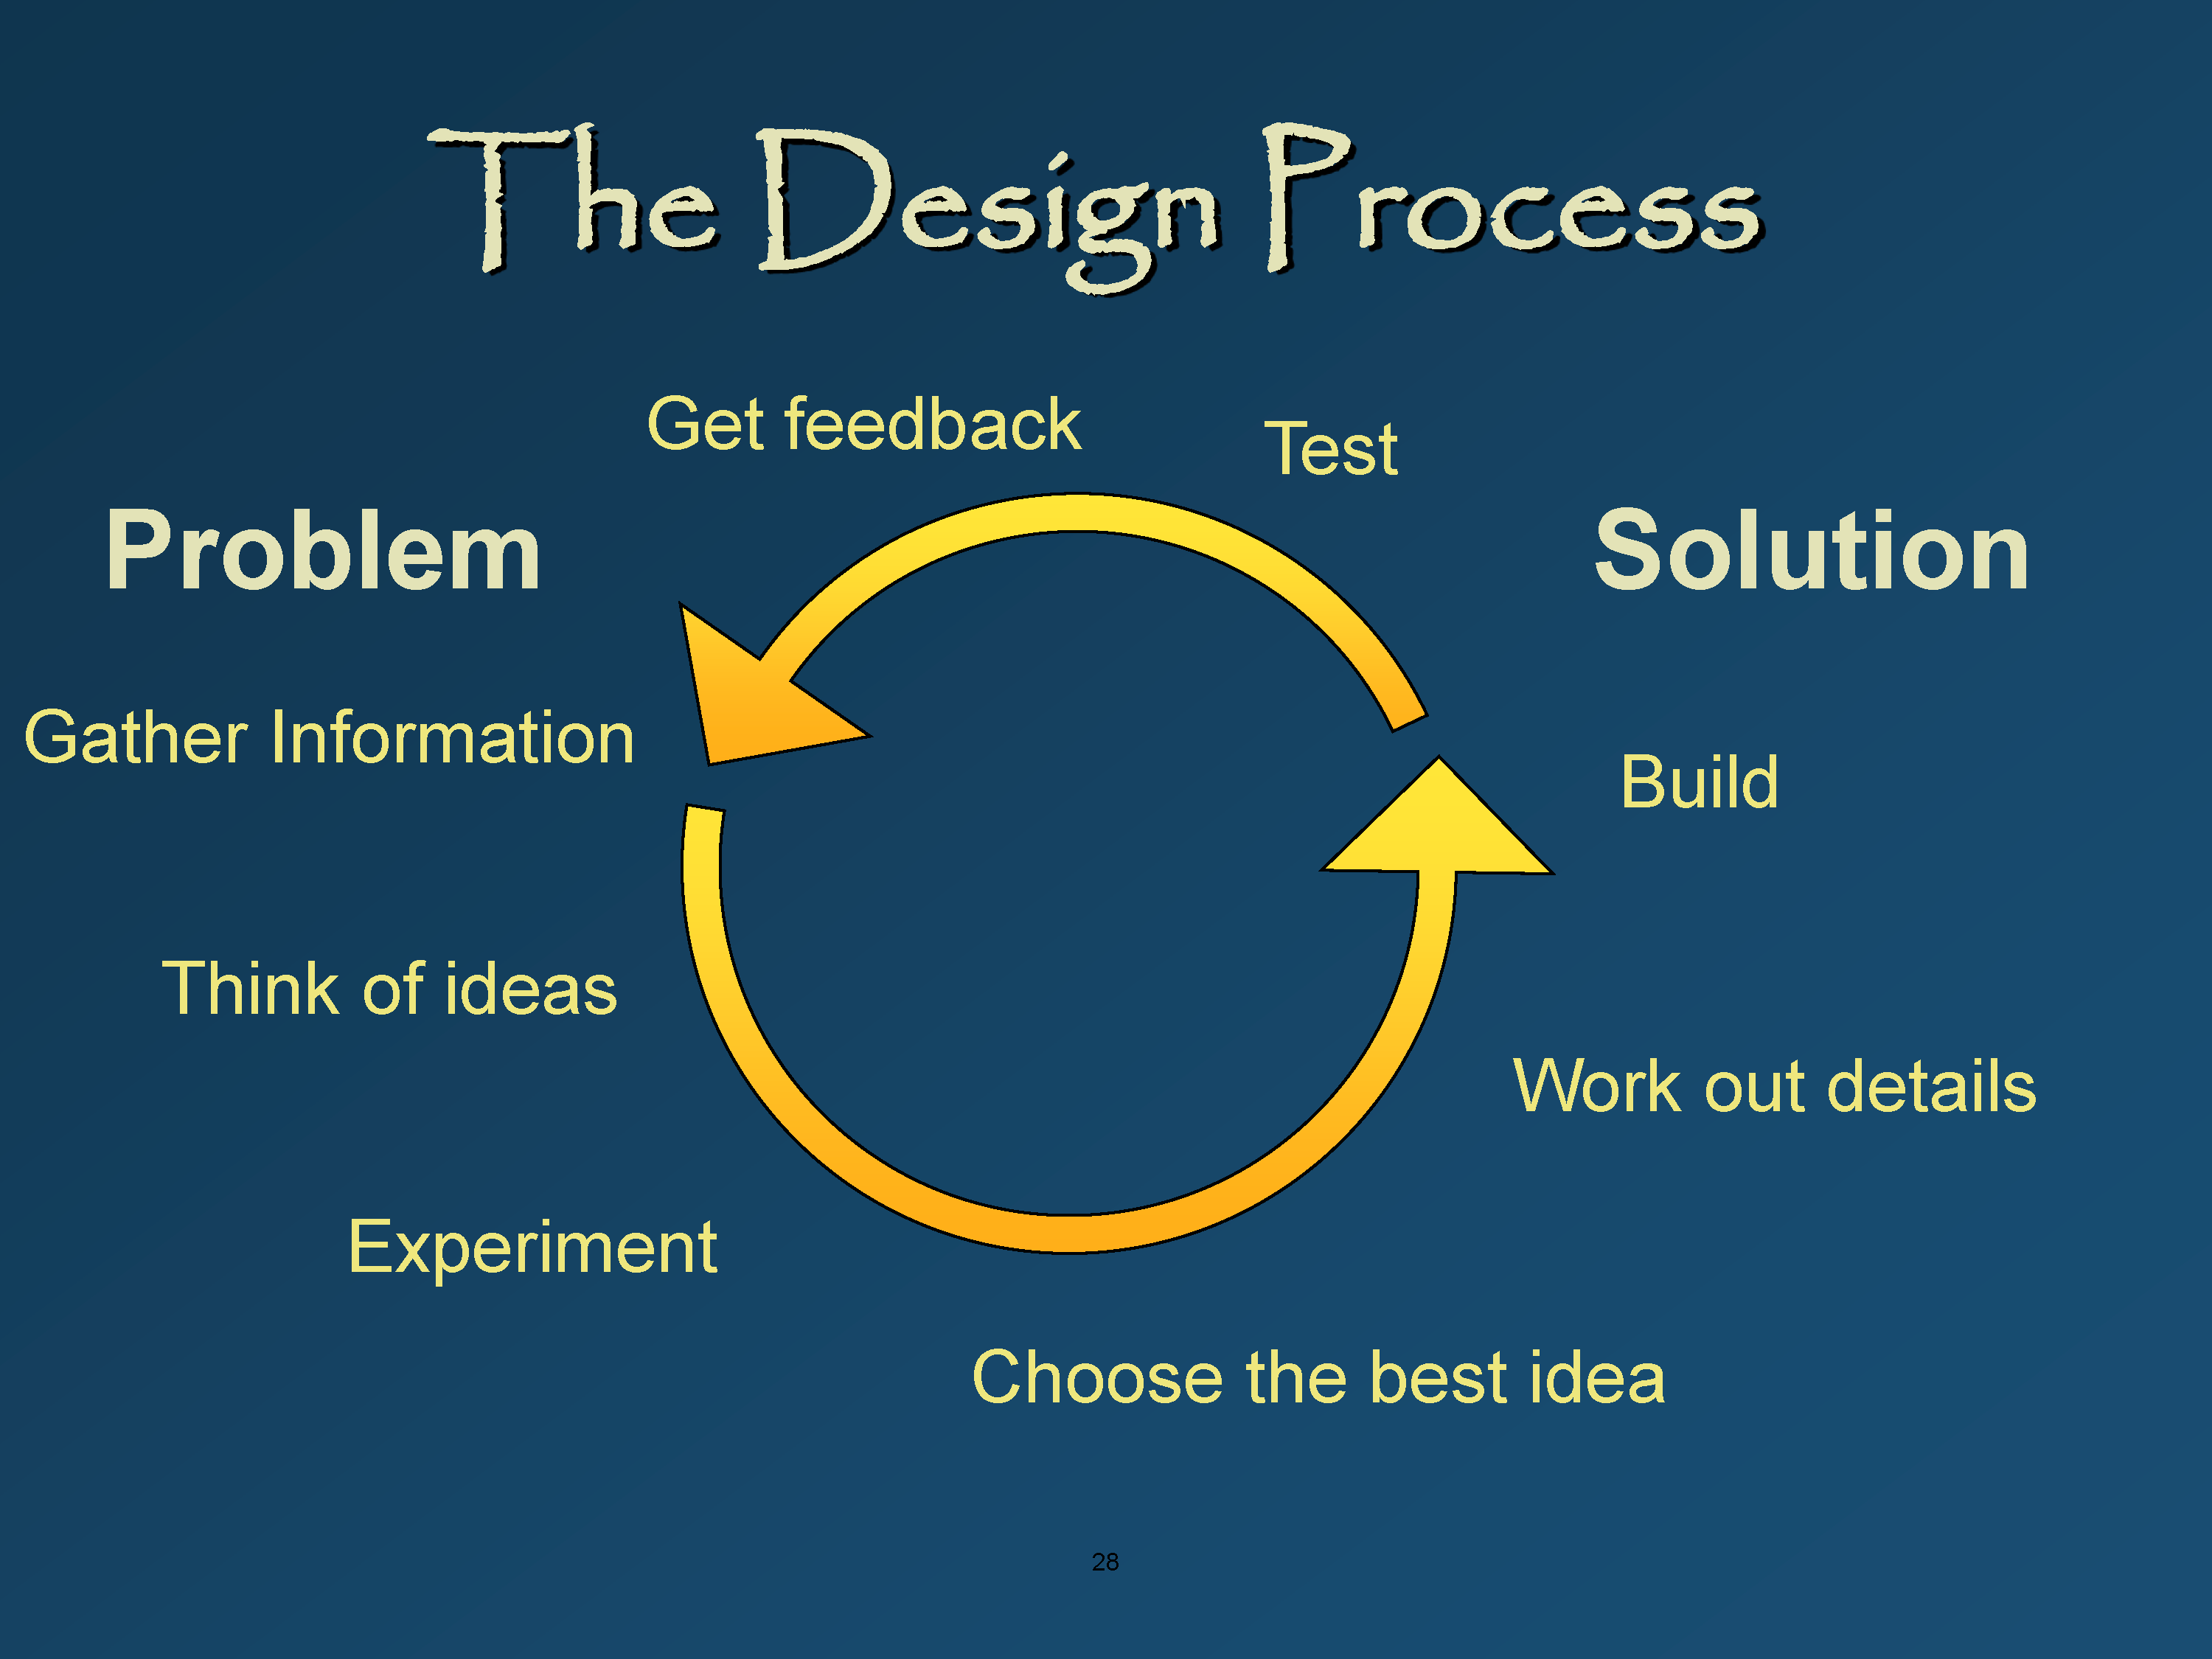 The Design Process
Get feedback
Test
Problem
Solution
Gather Information
Build
Think of ideas
Work out details
Experiment
Choose the best idea
28